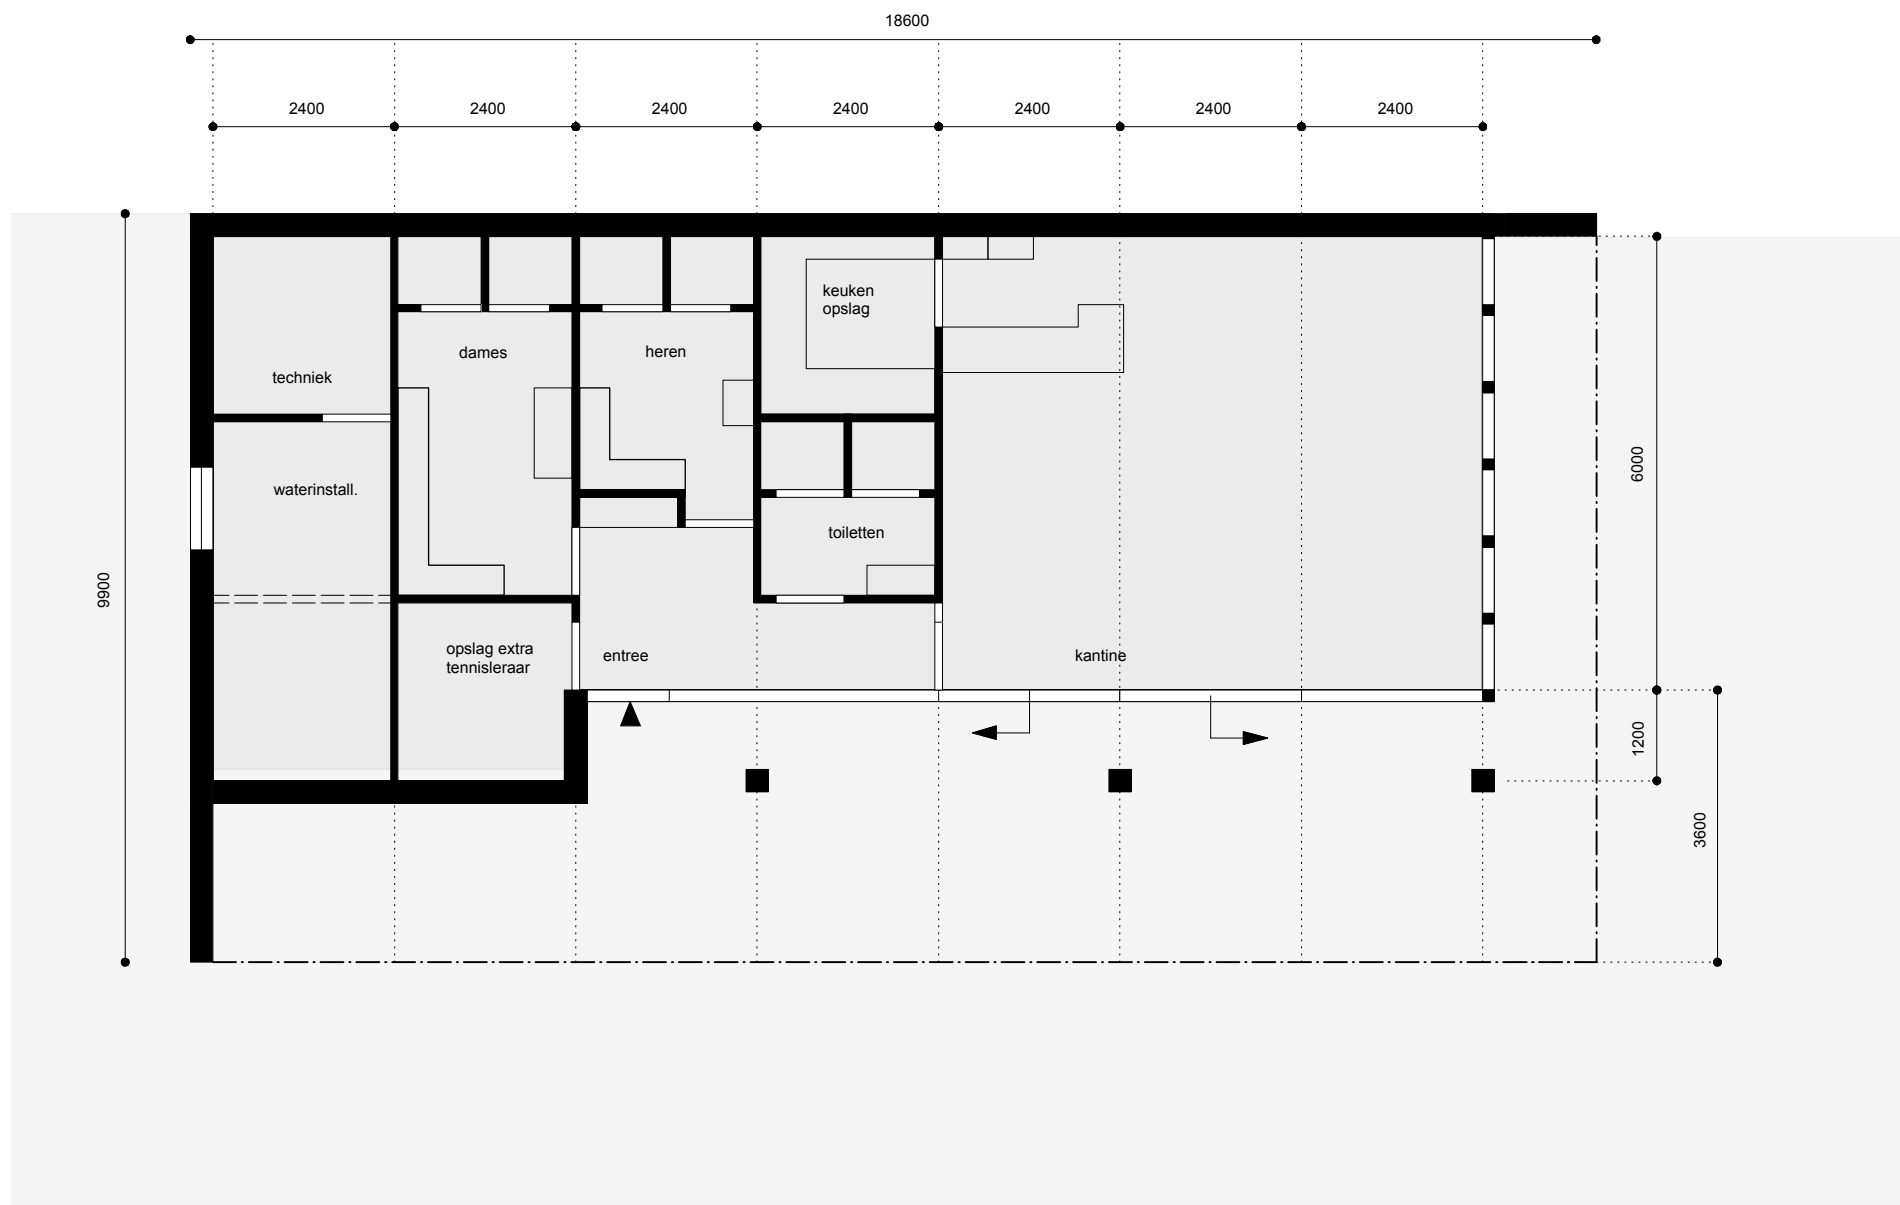 18600
2400 2400 2400 2400 2400 2400 2400
keuken
opslag
dames
heren
techniek
waterinstall.
6000
toiletten
9900
opslag extra
tennisleraar
entree
kantine
1200
3600